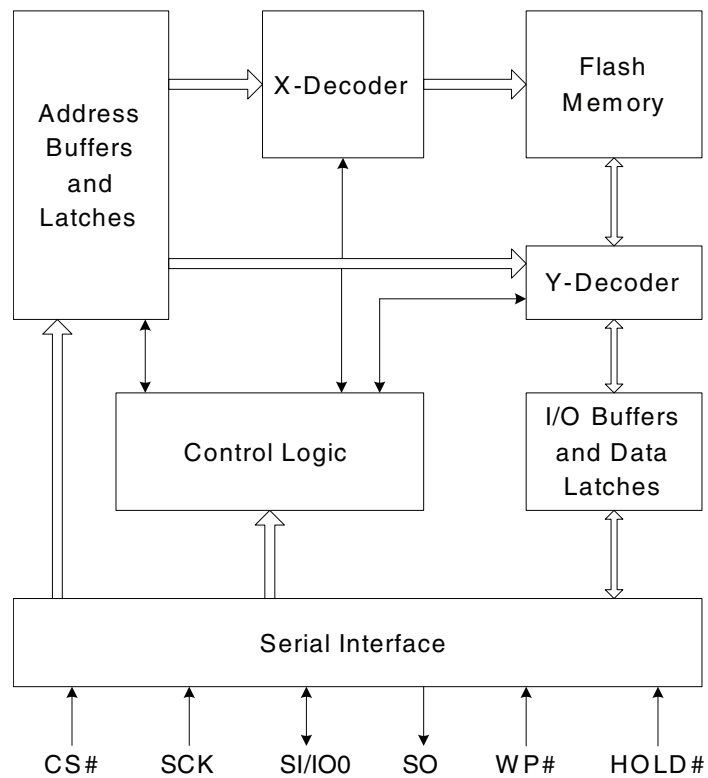 Address
Buffers
and
Latches
X-Decoder
Flash
Memory
Y-Decoder
Control Logic
I/O Buffers
and Data
Latches
Serial Interface
CS# SCK SI/IO0 SO WP# HOLD#